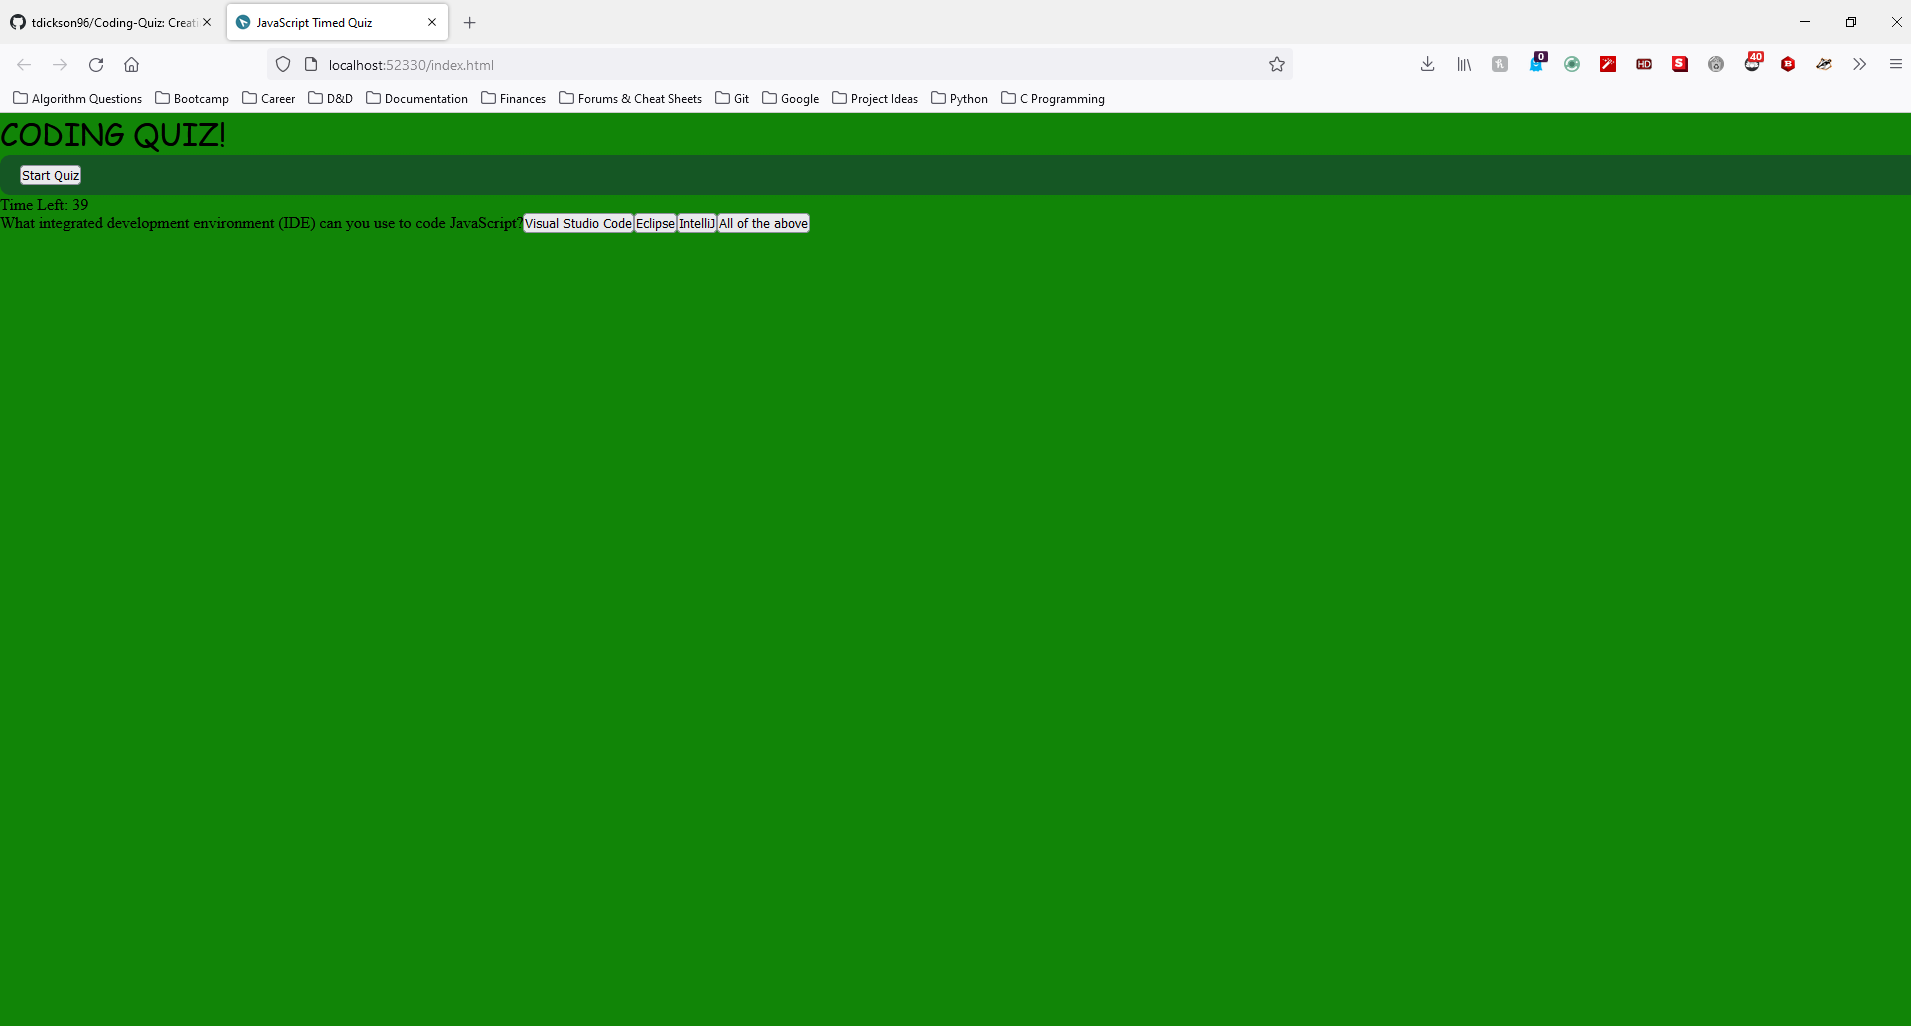 tdickson96/Coding-Quiz: Creati
JavaScript Timed Quiz
localhost:52330/index.html
0
HD
S
40
B
Algorithm Questions Bootcamp Career D&D Documentation Finances Forums & Cheat Sheets Git Google Project Ideas Python C Programming
CODING QUIZ!
Start Quiz
Time Left: 39
What integrated development environment (IDE) can you use to code JavaScript? Visual Studio Code Eclipse IntelliJ All of the above